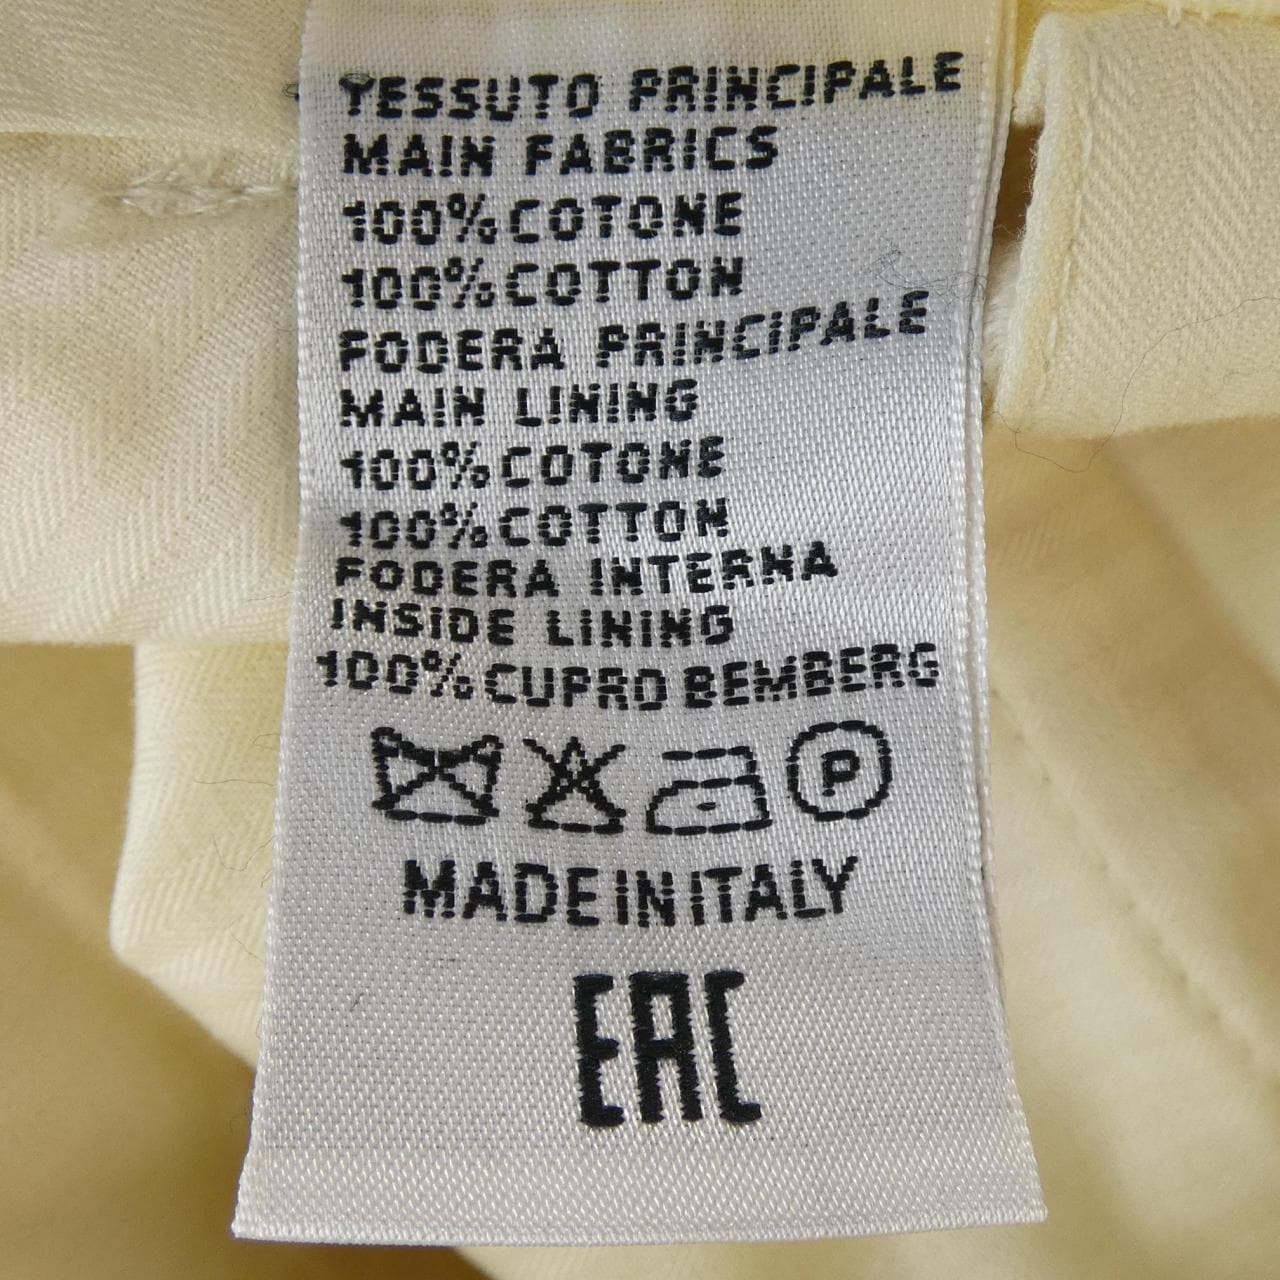 TESSUTO PRINCIPALE
MAIN FABRICS
100% COTONE
100% COTTON
FODERA PRINCIPALE
MAIN LINING
100% COTONE
100% COTTON
FODERA INTERNA
INSIDE LINING
100% CUPRO BEMBERG
P
MADE IN ITALY
EAC